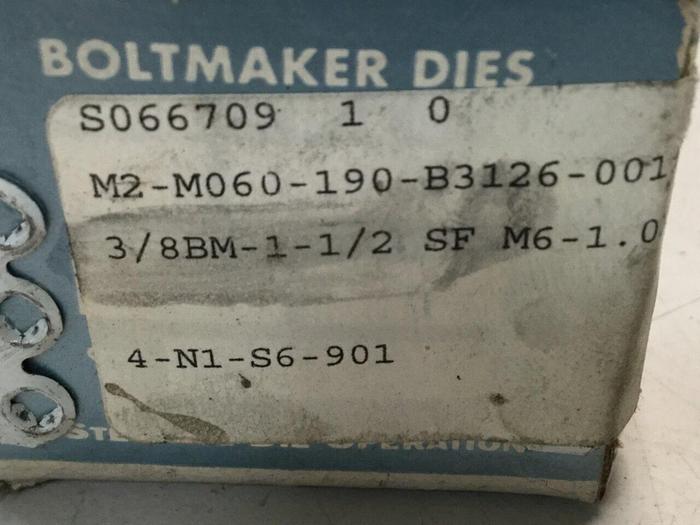 BOLTMAKER DIES
S066709 1 0
M2-M060-190-B3126-001
3/8BM-1-1/2 SF M6-1.0
4-N1-S6-901
OPERATION